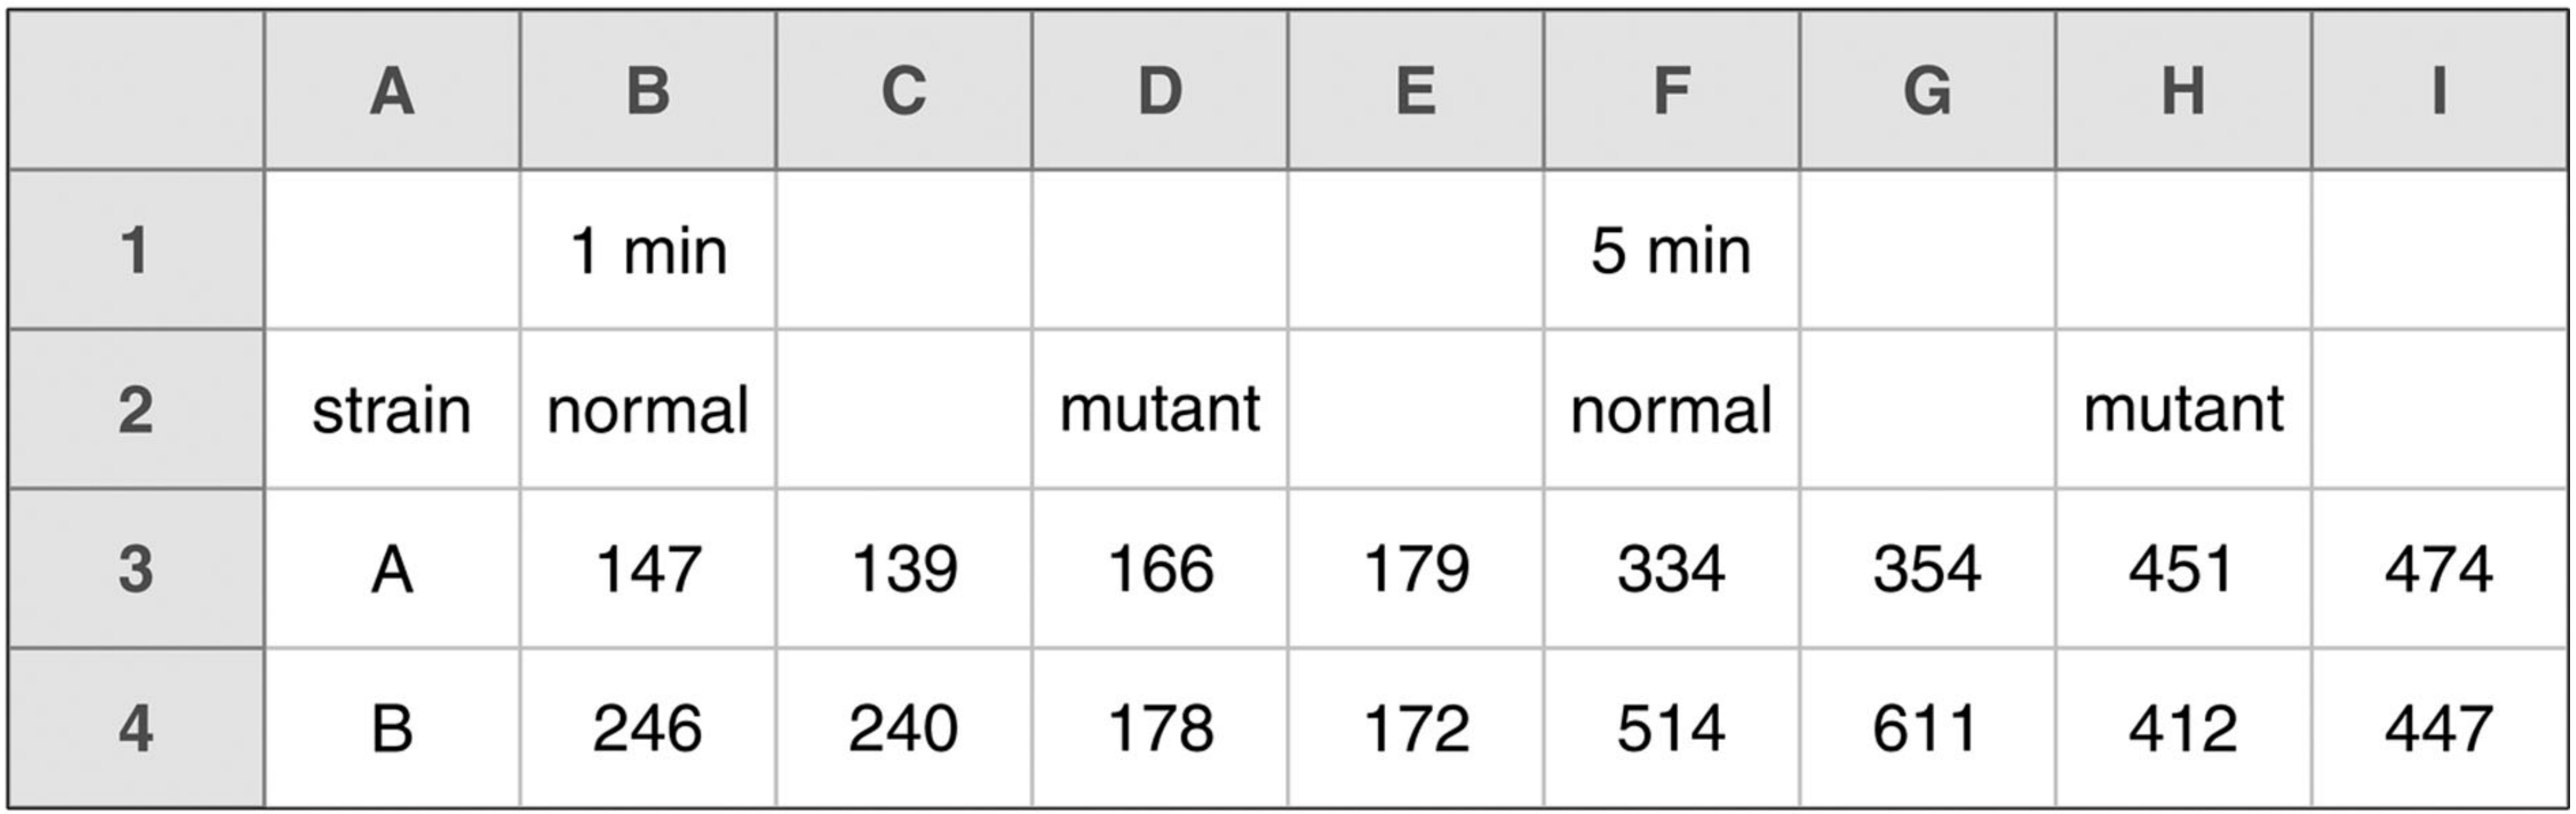 A B C D E F G H I
1 1 min 5 min
2 strain normal mutant normal mutant
3 A 147 139 166 179 334 354 451 474
4 B 246 240 178 172 514 611 412 447